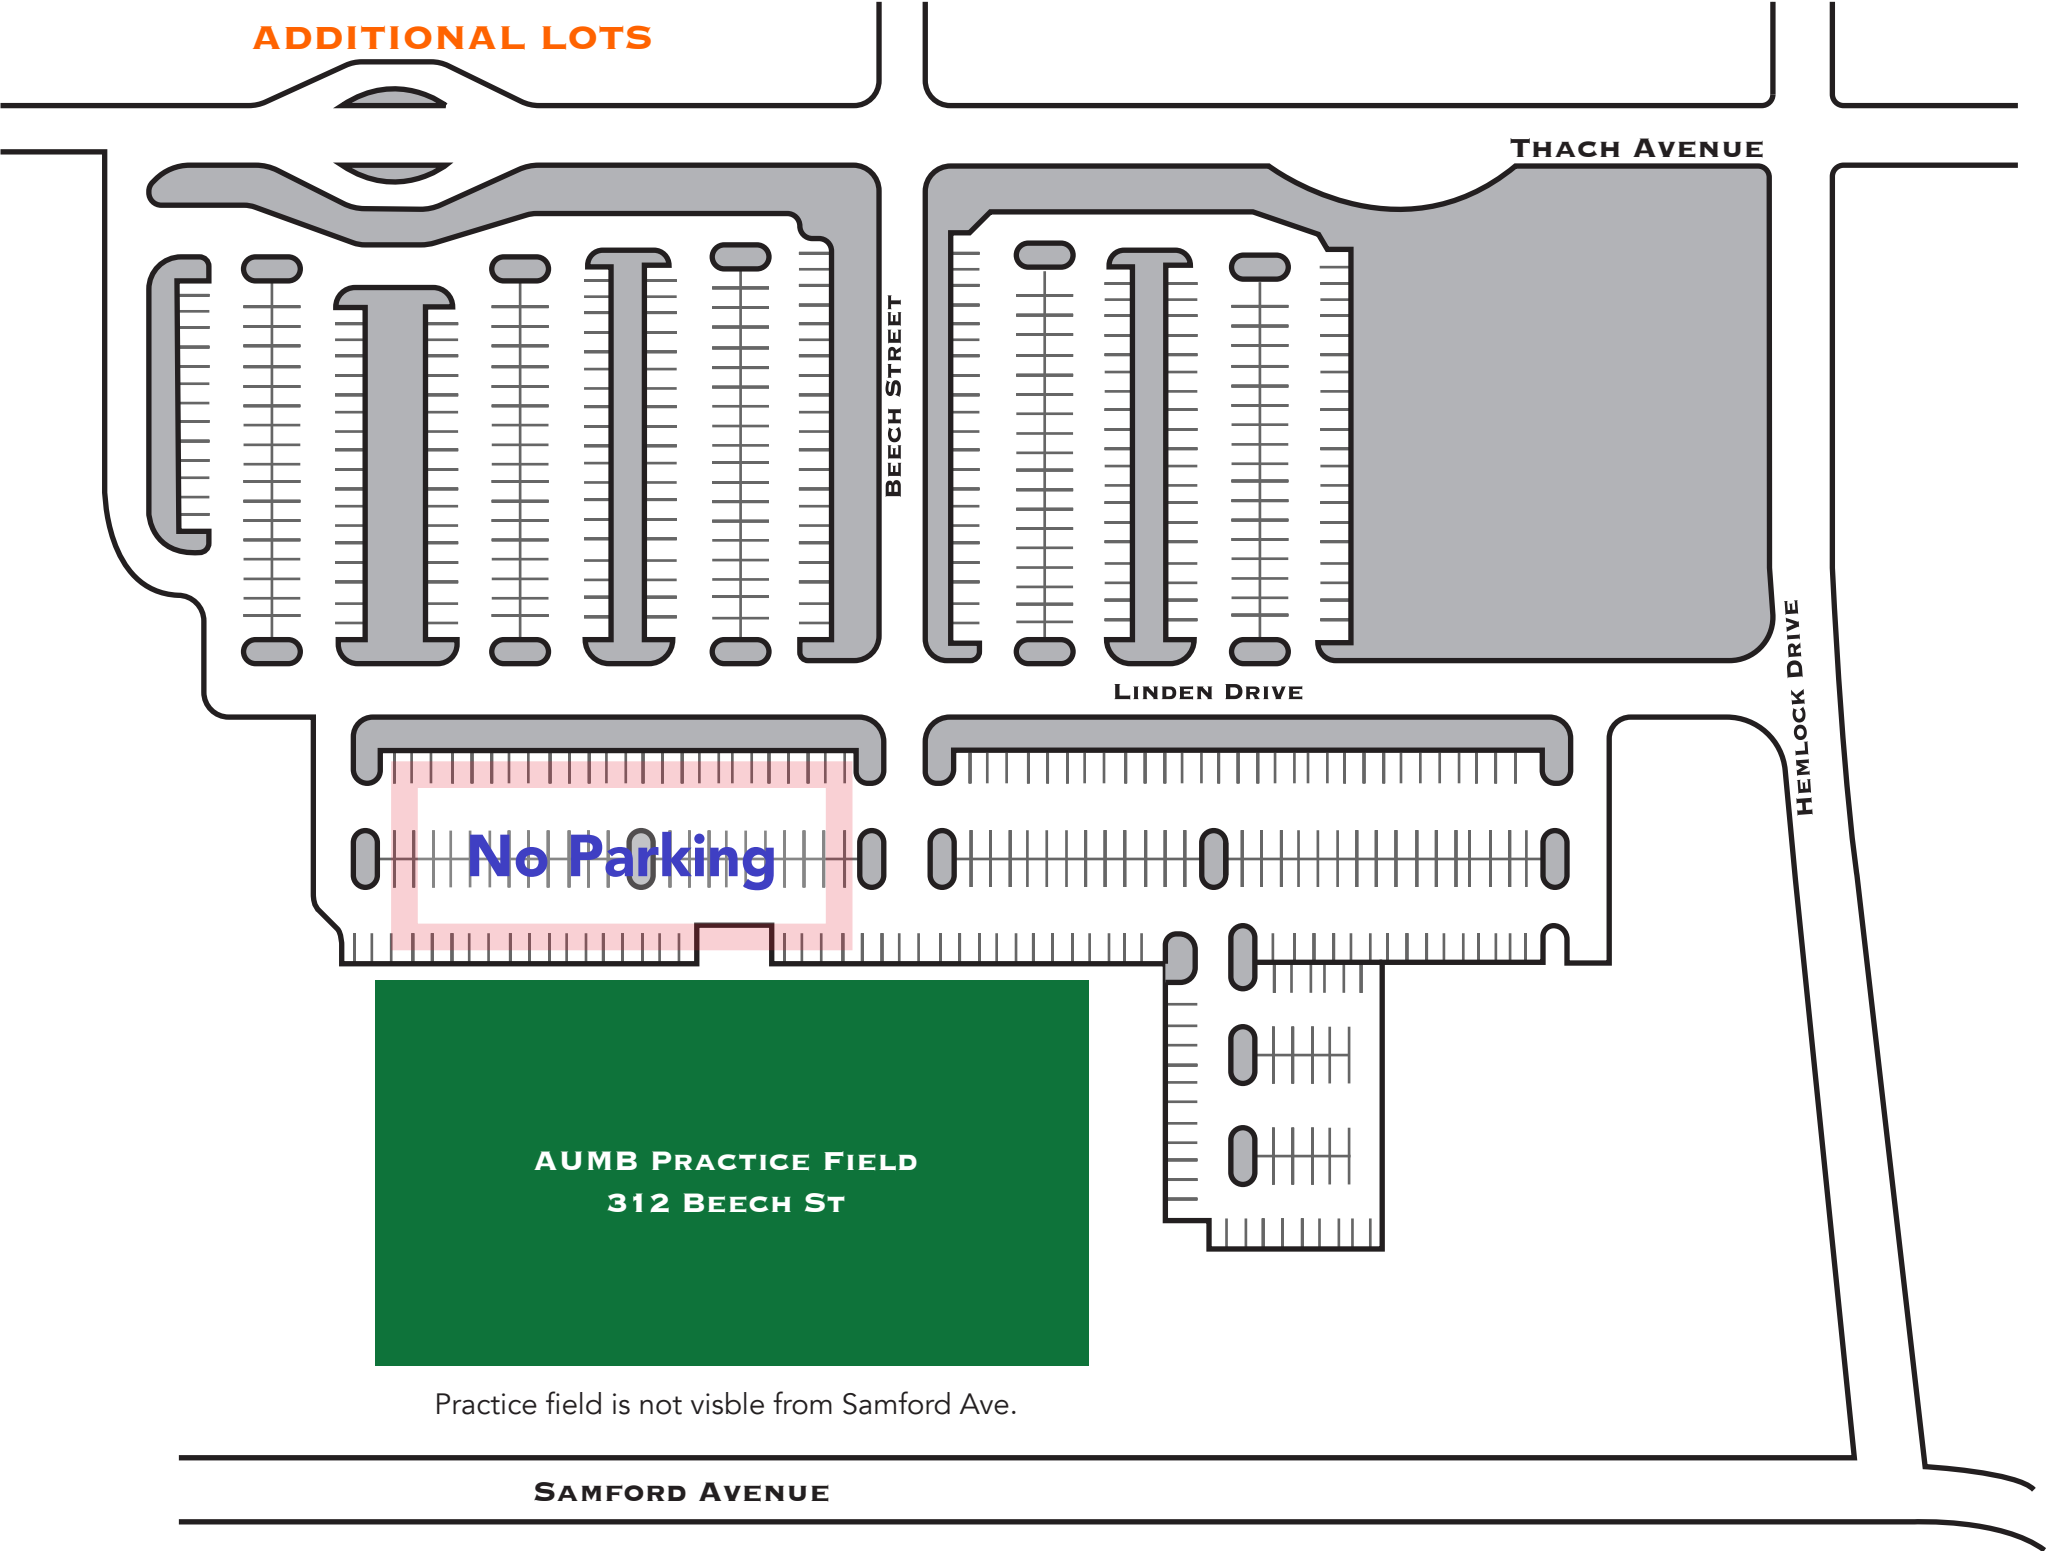 ADDITIONAL LOTS
THACH AVENUE
BEECH STREET
HEMLOCK DRIVE
LINDEN DRIVE
No Parking
AUMB PRACTICE FIELD
312 BEECH ST
Practice field is not visble from Samford Ave.
SAMFORD AVENUE